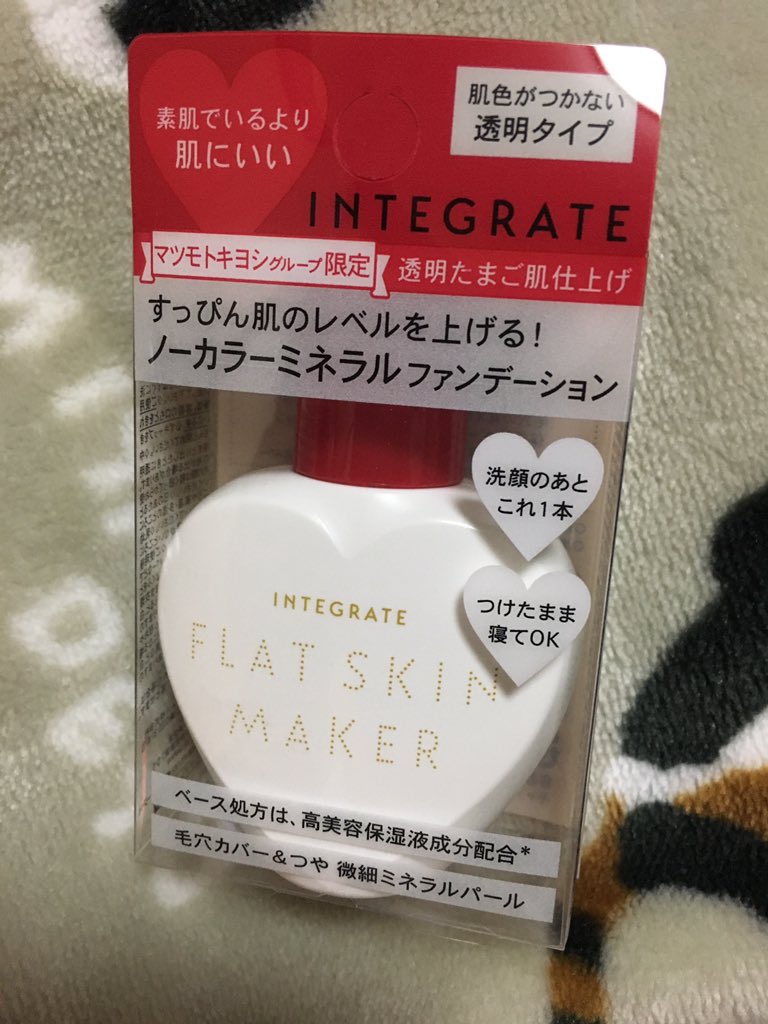 素肌でいるより
肌にいい
肌色がつかない
透明タイプ
INTEGRATE
マツモトキヨシグループ限定
透明たまご肌仕上げ
すっぴん肌のレベルを上げる!
ノーカラーミネラルファンデーション
洗顔のあと
これ1本
つけたまま
寝てOK
INTEGRATE
FLAT SKIN
MAKER
ベース処方は、高美容保湿液成分配合*
毛穴カバー&つや 微細ミネラルパール